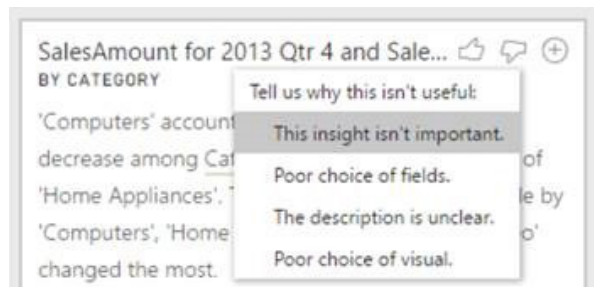 SalesAmount for 2013 Qtr 4 and Sale...
BY CATEGORY
Tell us why this isn't useful:
This insight isn't important.
Poor choice of fields.
The description is unclear.
Poor choice of visual.
'Computers' account
decrease among Cat of
'Home Appliances'. T le by
'Computers', 'Home o'
changed the most.